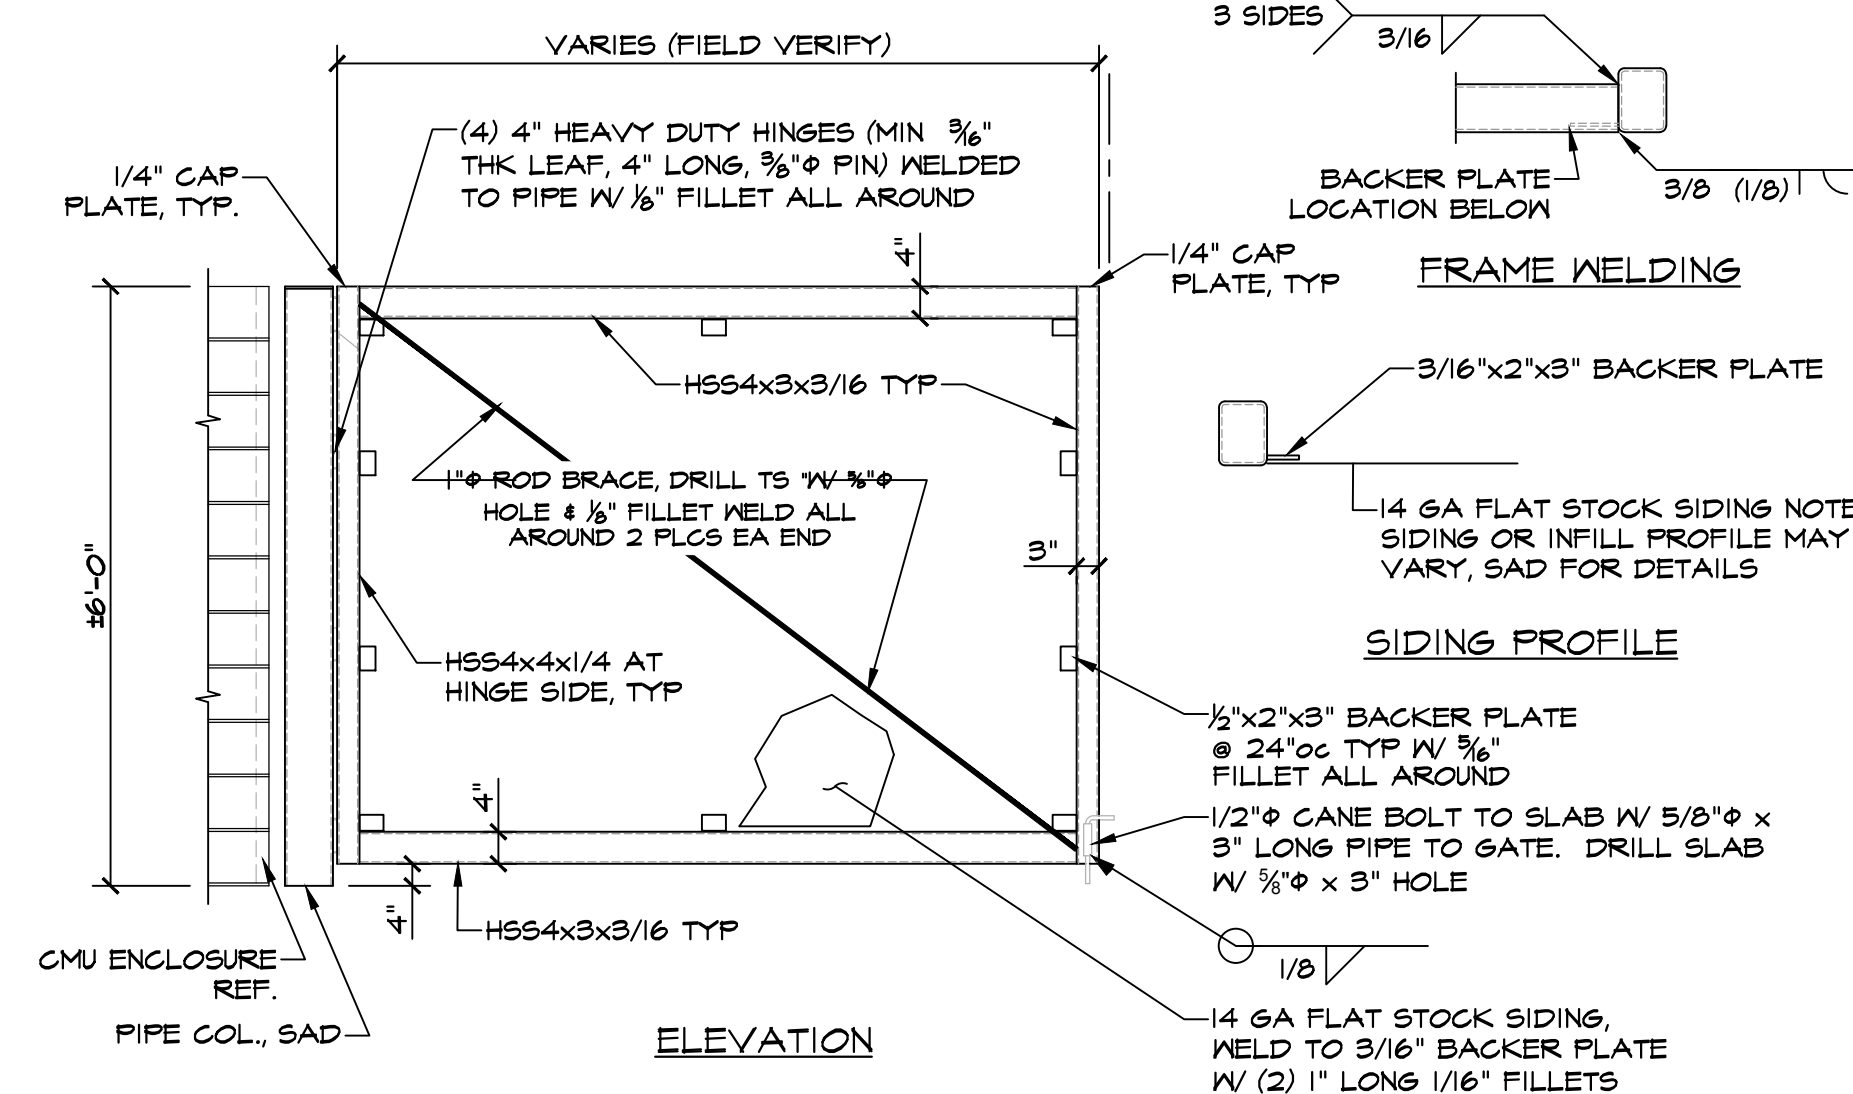 VARIES (FIELD VERIFY)
(4) 4" HEAVY DUTY HINGES (MIN 3/16"
THK LEAF, 4" LONG, 3/8"Φ PIN) WELDED
TO PIPE W/ 1/8" FILLET ALL AROUND
1/4" CAP
PLATE, TYP.
4"
1/4" CAP
PLATE, TYP
HSS4x3x3/16 TYP
1"Φ ROD BRACE, DRILL TS "W/ 5/8"Φ
HOLE & 1/8" FILLET WELD ALL
AROUND 2 PLCS EA END
3"
±6'-0"
HSS4x4x1/4 AT
HINGE SIDE, TYP
4"
4"
HSS4x3x3/16 TYP
CMU ENCLOSURE
REF.
PIPE COL., SAD
ELEVATION
3 SIDES
3/16
BACKER PLATE
LOCATION BELOW
3/8 (1/8)
FRAME WELDING
3/16"x2"x3" BACKER PLATE
14 GA FLAT STOCK SIDING NOTE
SIDING OR INFILL PROFILE MAY
VARY, SAD FOR DETAILS
SIDING PROFILE
1/2"x2"x3" BACKER PLATE
@ 24"oc TYP W/ 5/16"
FILLET ALL AROUND
1/2"Φ CANE BOLT TO SLAB W/ 5/8"Φ x
3" LONG PIPE TO GATE. DRILL SLAB
W/ 5/8"Φ x 3" HOLE
1/8
14 GA FLAT STOCK SIDING,
WELD TO 3/16" BACKER PLATE
W/ (2) 1" LONG 1/16" FILLETS